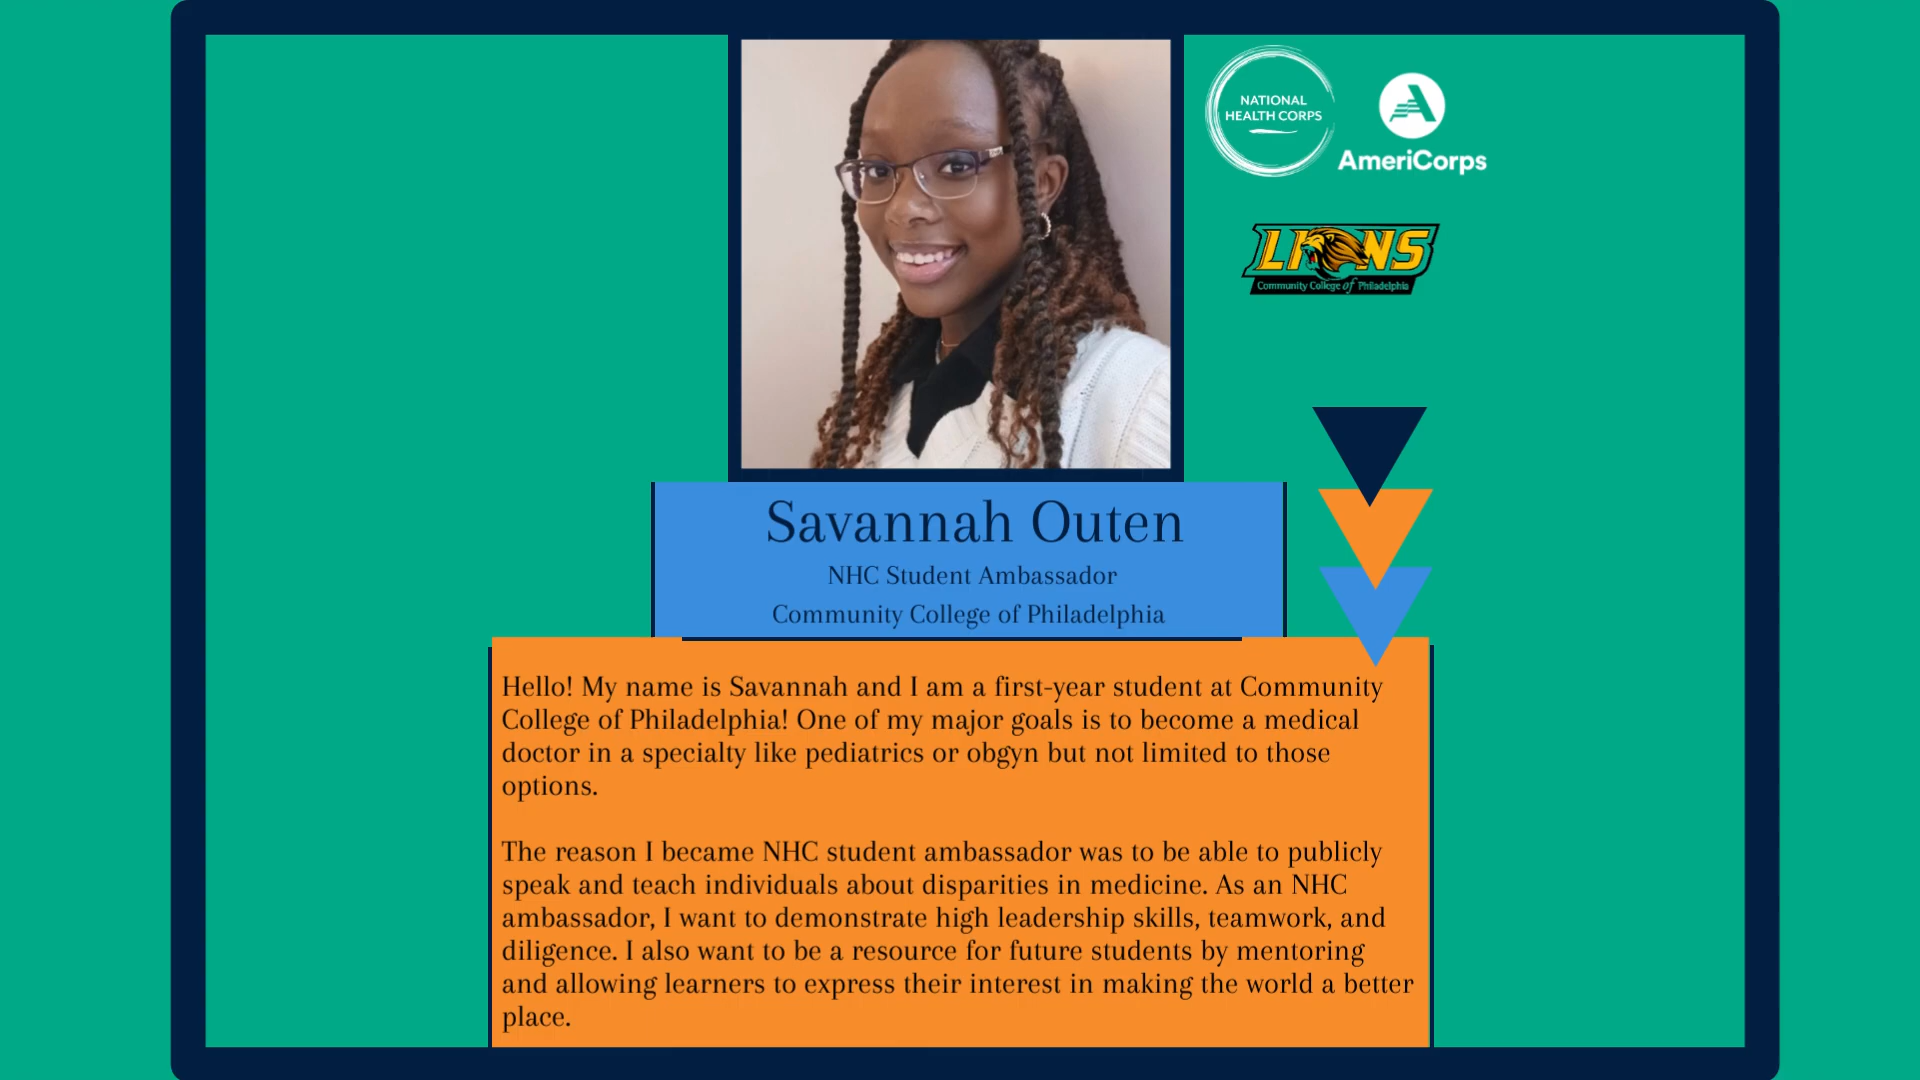 NATIONAL
HEALTH CORPS
AmeriCorps
LIONS
Community College of Philadelphia
Savannah Outen
NHC Student Ambassador
Community College of Philadelphia
Hello! My name is Savannah and I am a first-year student at Community
College of Philadelphia! One of my major goals is to become a medical
doctor in a specialty like pediatrics or obgyn but not limited to those
options.
The reason I became NHC student ambassador was to be able to publicly
speak and teach individuals about disparities in medicine. As an NHC
ambassador, I want to demonstrate high leadership skills, teamwork, and
diligence. I also want to be a resource for future students by mentoring
and allowing learners to express their interest in making the world a better
place.